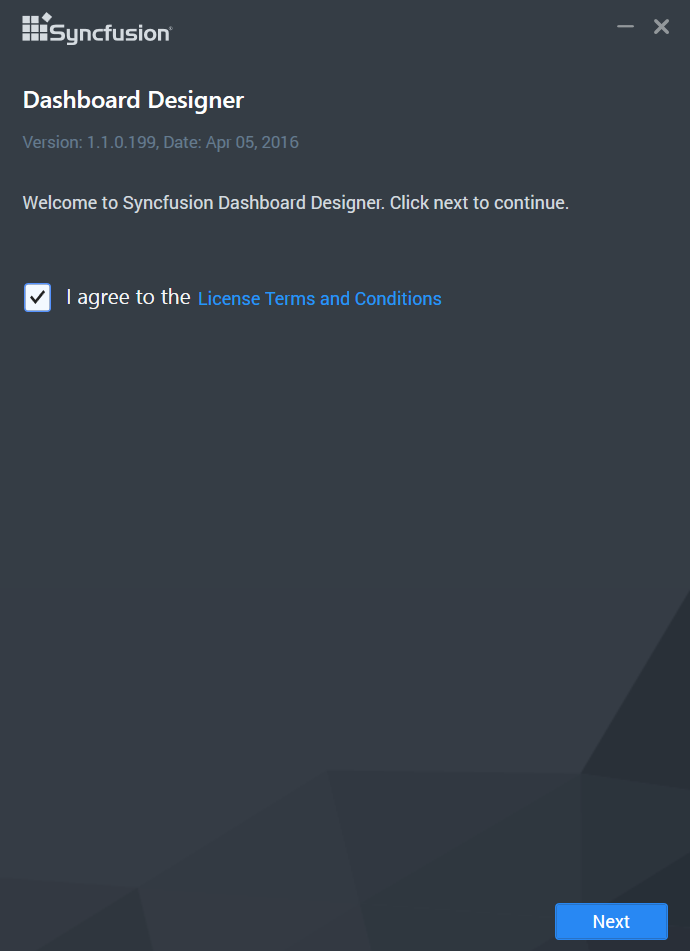 Syncfusion®
Dashboard Designer
Version: 1.1.0.199, Date: Apr 05, 2016
Welcome to Syncfusion Dashboard Designer. Click next to continue.
I agree to the License Terms and Conditions
Next